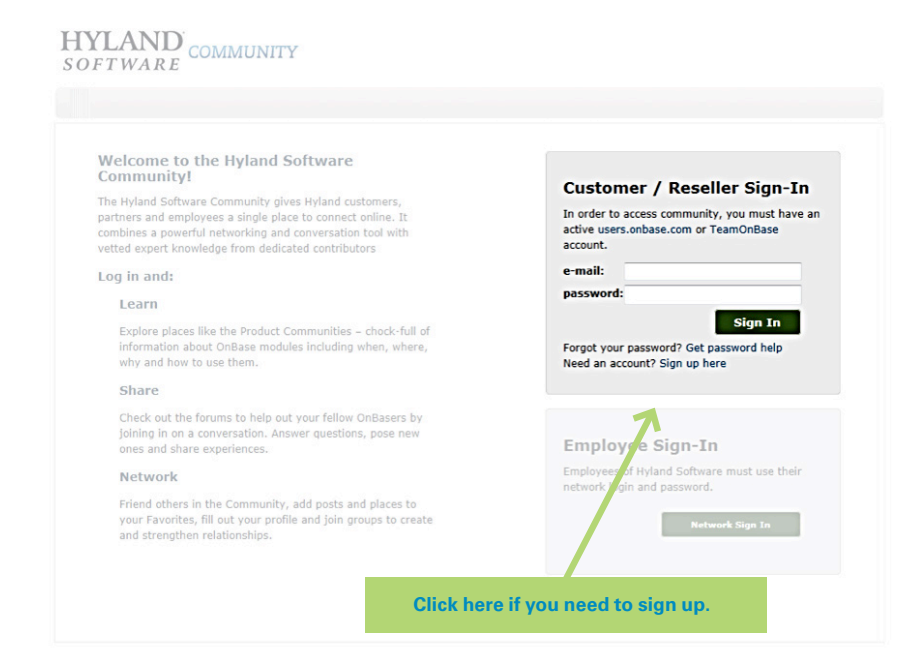 HYLAND
SOFTWARE COMMUNITY
Welcome to the Hyland Software
Community!
The Hyland Software Community gives Hyland customers,
partners and employees a single place to connect online. It
combines a powerful networking and conversation tool with
vetted expert knowledge from dedicated contributors
Log in and:
Learn
Explore places like the Product Communities – chock-full of
information about OnBase modules including when, where,
why and how to use them.
Share
Check out the forums to help out your fellow OnBasers by
joining in on a conversation. Answer questions, pose new
ones and share experiences.
Network
Friend others in the Community, add posts and places to
your Favorites, fill out your profile and join groups to create
and strengthen relationships.
Customer / Reseller Sign-In
In order to access community, you must have an
active users.onbase.com or TeamOnBase
account.
e-mail:
password:
Sign In
Forgot your password? Get password help
Need an account? Sign up here
Employee Sign-In
Employees of Hyland Software must use their
network login and password.
Network Sign In
Click here if you need to sign up.